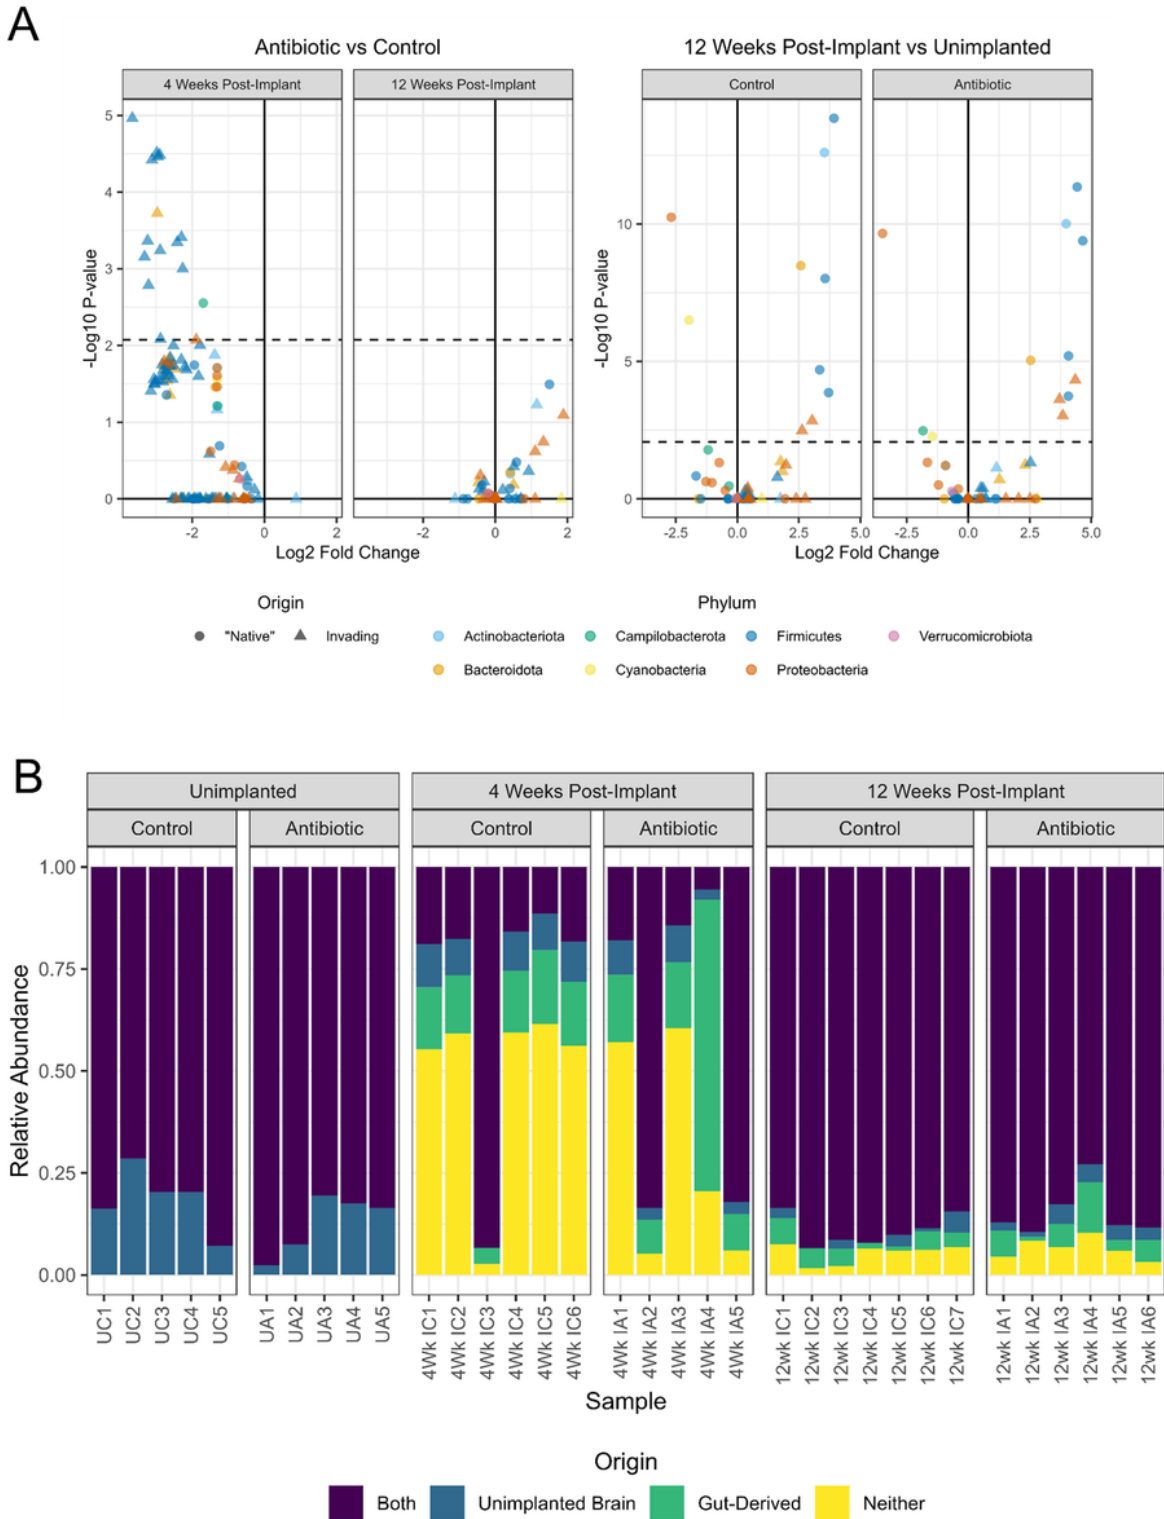 A
Antibiotic vs Control
12 Weeks Post-Implant vs Unimplanted
4 Weeks Post-Implant
12 Weeks Post-Implant
Control
Antibiotic
-Log10 P-value
5
4
3
2
1
0
-2
0
2
-2
0
2
Log2 Fold Change
-Log10 P-value
10
5
0
-2.5
0.0
2.5
5.0
-2.5
0.0
2.5
5.0
Log2 Fold Change
Origin
"Native"
Invading
Phylum
Actinobacteriota
Campilobacterota
Firmicutes
Verrucomicrobiota
Bacteroidota
Cyanobacteria
Proteobacteria
B
Unimplanted
4 Weeks Post-Implant
12 Weeks Post-Implant
Control
Antibiotic
Control
Antibiotic
Control
Antibiotic
Relative Abundance
1.00
0.75
0.50
0.25
0.00
UC1
UC2
UC3
UC4
UC5
UA1
UA2
UA3
UA4
UA5
4Wk IC1
4Wk IC2
4Wk IC3
4Wk IC4
4Wk IC5
4Wk IC6
4Wk IA1
4Wk IA2
4Wk IA3
4Wk IA4
4Wk IA5
12wk IC1
12wk IC2
12wk IC3
12wk IC4
12wk IC5
12wk IC6
12wk IC7
12wk IA1
12wk IA2
12wk IA3
12wk IA4
12wk IA5
12wk IA6
Sample
Origin
Both
Unimplanted Brain
Gut-Derived
Neither